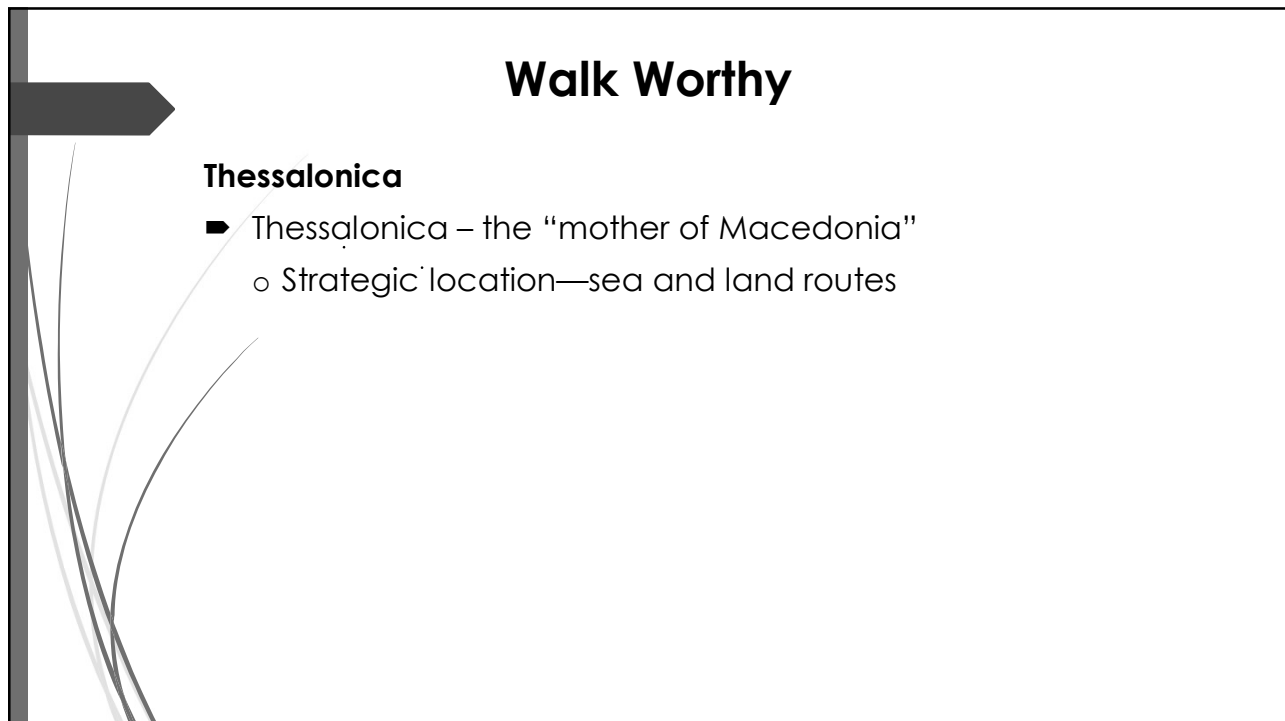 Walk Worthy
Thessalonica
Thessalonica – the “mother of Macedonia”
o Strategic location—sea and land routes